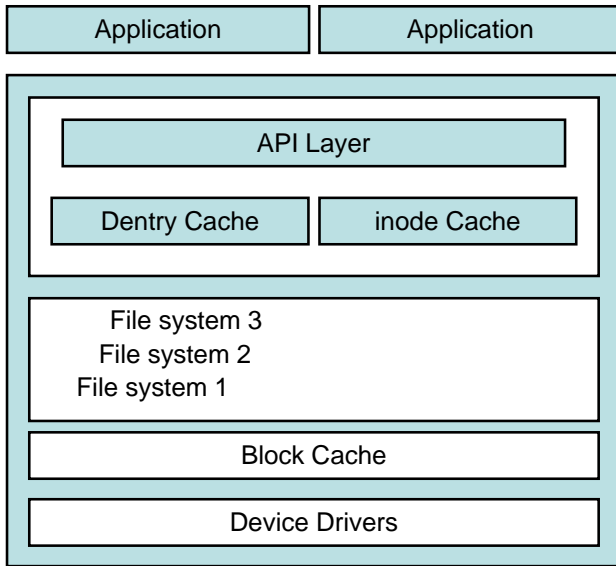 Application
Application
API Layer
Dentry Cache
inode Cache
File system 3
File system 2
File system 1
Block Cache
Device Drivers